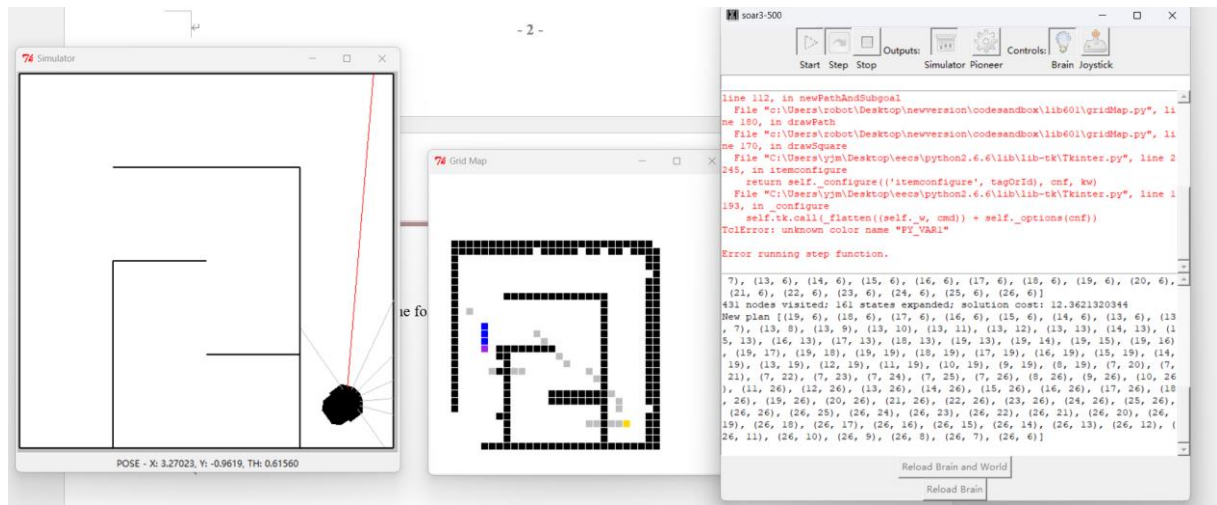 - 2 -
Simulator
POSE - X: 3.27023, Y: -0.9619, TH: 0.61560
Grid Map
ne fo
soar3-500
Outputs:
Controls:
Start Step Stop Simulator Pioneer Brain Joystick
line 112, in newPathAndSubgoal
File "c:\Users\robot\Desktop\newversion\codesandbox\lib601\gridMap.py", li
ne 180, in drawPath
File "c:\Users\robot\Desktop\newversion\codesandbox\lib601\gridMap.py", li
ne 170, in drawSquare
File "C:\Users\yjm\Desktop\eecs\python2.6.6\lib\lib-tk\Tkinter.py", line 2
245, in itemconfigure
return self._configure(('itemconfigure', tagOrId), cnf, kw)
File "C:\Users\yjm\Desktop\eecs\python2.6.6\lib\lib-tk\Tkinter.py", line 1
193, in _configure
self.tk.call(_flatten((self._w, cmd)) + self._options(cnf))
TclError: unknown color name "PY_VAR1"
Error running step function.
7), (13, 6), (14, 6), (15, 6), (16, 6), (17, 6), (18, 6), (19, 6), (20, 6),
(21, 6), (22, 6), (23, 6), (24, 6), (25, 6), (26, 6)]
431 nodes visited; 161 states expanded; solution cost: 12.3621320344
New plan [(19, 6), (18, 6), (17, 6), (16, 6), (15, 6), (14, 6), (13, 6), (13
, 7), (13, 8), (13, 9), (13, 10), (13, 11), (13, 12), (13, 13), (14, 13), (1
5, 13), (16, 13), (17, 13), (18, 13), (19, 13), (19, 14), (19, 15), (19, 16)
, (19, 17), (19, 18), (19, 19), (18, 19), (17, 19), (16, 19), (15, 19), (14,
19), (13, 19), (12, 19), (11, 19), (10, 19), (9, 19), (8, 19), (7, 20), (7,
21), (7, 22), (7, 23), (7, 24), (7, 25), (7, 26), (8, 26), (9, 26), (10, 26
), (11, 26), (12, 26), (13, 26), (14, 26), (15, 26), (16, 26), (17, 26), (18
, 26), (19, 26), (20, 26), (21, 26), (22, 26), (23, 26), (24, 26), (25, 26),
(26, 26), (26, 25), (26, 24), (26, 23), (26, 22), (26, 21), (26, 20), (26,
19), (26, 18), (26, 17), (26, 16), (26, 15), (26, 14), (26, 13), (26, 12), (
26, 11), (26, 10), (26, 9), (26, 8), (26, 7), (26, 6)]
Reload Brain and World
Reload Brain